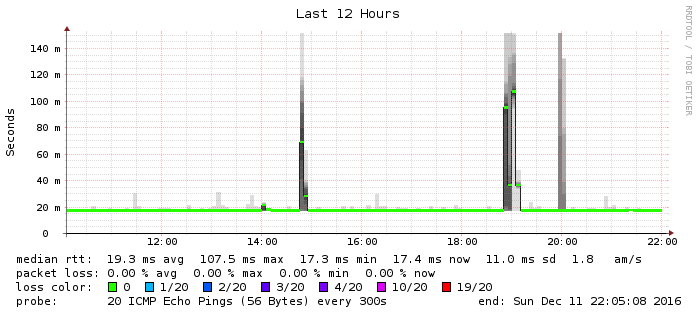 Last 12 Hours
RRDTOOL / TOBI OETIKER
Seconds
140 m
120 m
100 m
80 m
60 m
40 m
20 m
0
12:00 14:00 16:00 18:00 20:00 22:00
median rtt: 19.3 ms avg 107.5 ms max 17.3 ms min 17.4 ms now 11.0 ms sd 1.8 am/s
packet loss: 0.00 % avg 0.00 % max 0.00 % min 0.00 % now
loss color: 0 1/20 2/20 3/20 4/20 10/20 19/20
probe: 20 ICMP Echo Pings (56 Bytes) every 300s end: Sun Dec 11 22:05:08 2016